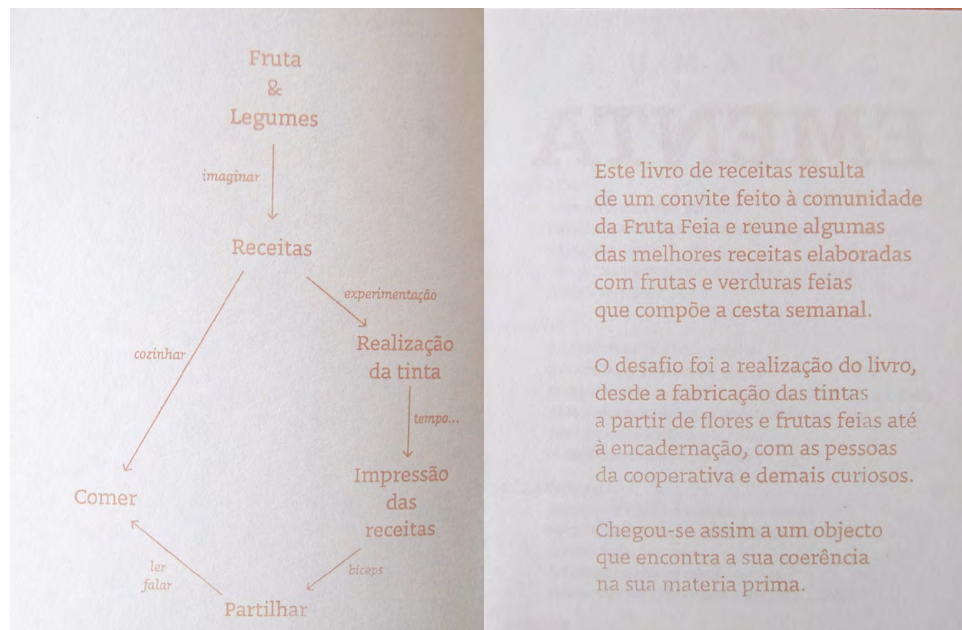 Fruta
&
Legumes
imaginar
Receitas
experimentação
cozinhar
Realização
da tinta
tempo...
Impressão
das
receitas
Comer
biceps
ler
falar
Partilhar
EMENTA
Este livro de receitas resulta
de um convite feito à comunidade
da Fruta Feia e reune algumas
das melhores receitas elaboradas
com frutas e verduras feias
que compõe a cesta semanal.
O desafio foi a realização do livro,
desde a fabricação das tintas
a partir de flores e frutas feias até
à encadernação, com as pessoas
da cooperativa e demais curiosos.
Chegou-se assim a um objecto
que encontra a sua coerência
na sua materia prima.